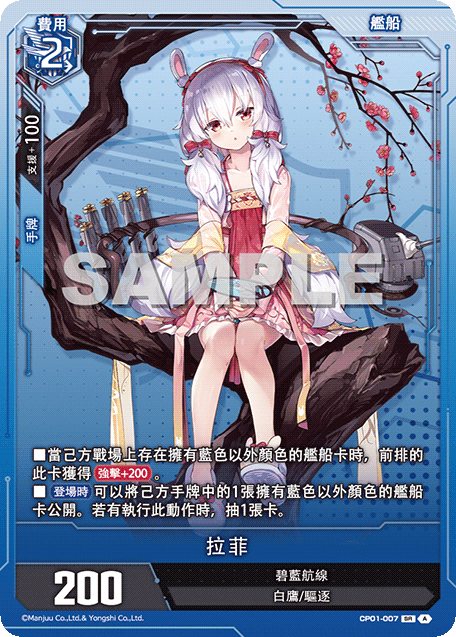 費用
艦船
2
支援+100
手牌
SAMPLE
■當己方戰場上存在擁有藍色以外顏色的艦船卡時，前排的
此卡獲得 強擊+200 。
■ 登場時 可以將己方手牌中的1張擁有藍色以外顏色的艦船
卡公開。若有執行此動作時，抽1張卡。
拉菲
200
碧藍航線
白鷹/驅逐
©Manjuu Co.,Ltd.& Yongshi Co.,Ltd.
CP01-007 SR A